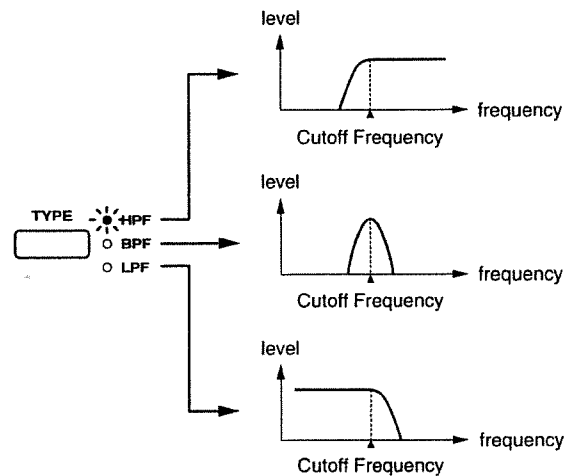 level
frequency
Cutoff Frequency
TYPE
HPF
BPF
LPF
level
frequency
Cutoff Frequency
level
frequency
Cutoff Frequency